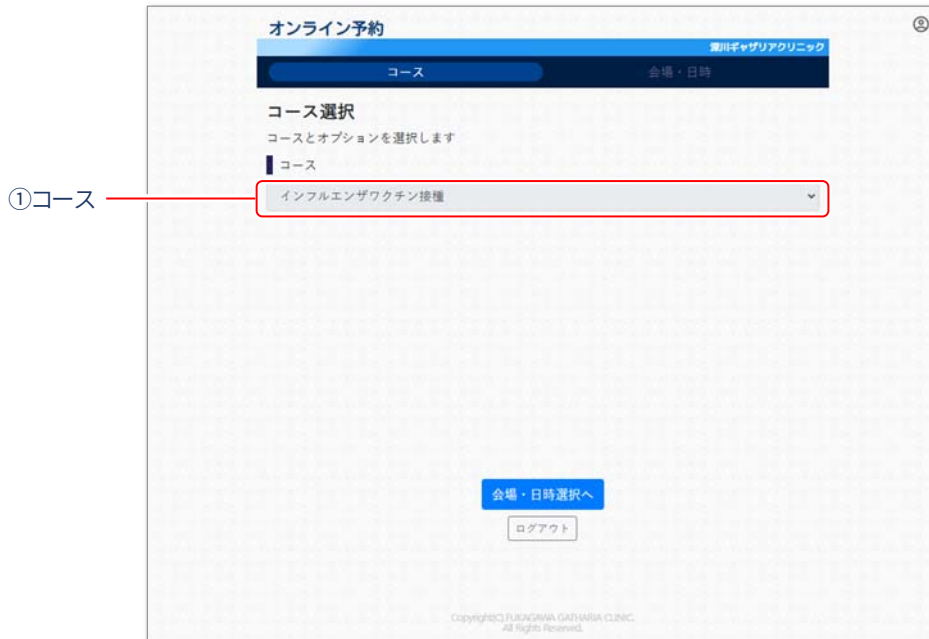 オンライン予約
深川ギャザリアクリニック
コース
会場・日時
コース選択
コースとオプションを選択します
コース
①コース
インフルエンザワクチン接種
会場・日時選択へ
ログアウト
Copyright(C) FUKAGAWA GATHARIA CLINIC.
All Rights Reserved.